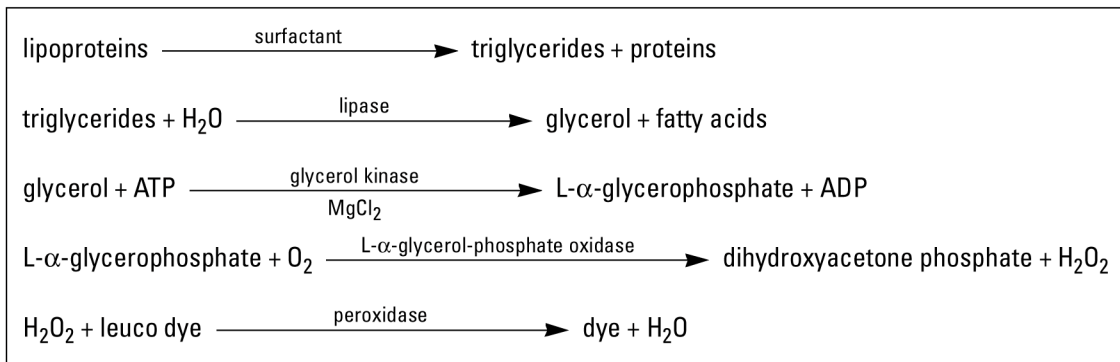 lipoproteins surfactant triglycerides + proteins
triglycerides + H₂O lipase glycerol + fatty acids
glycerol + ATP glycerol kinase MgCl₂ L-α-glycerophosphate + ADP
L-α-glycerophosphate + O₂ L-α-glycerol-phosphate oxidase dihydroxyacetone phosphate + H₂O₂
H₂O₂ + leuco dye peroxidase dye + H₂O